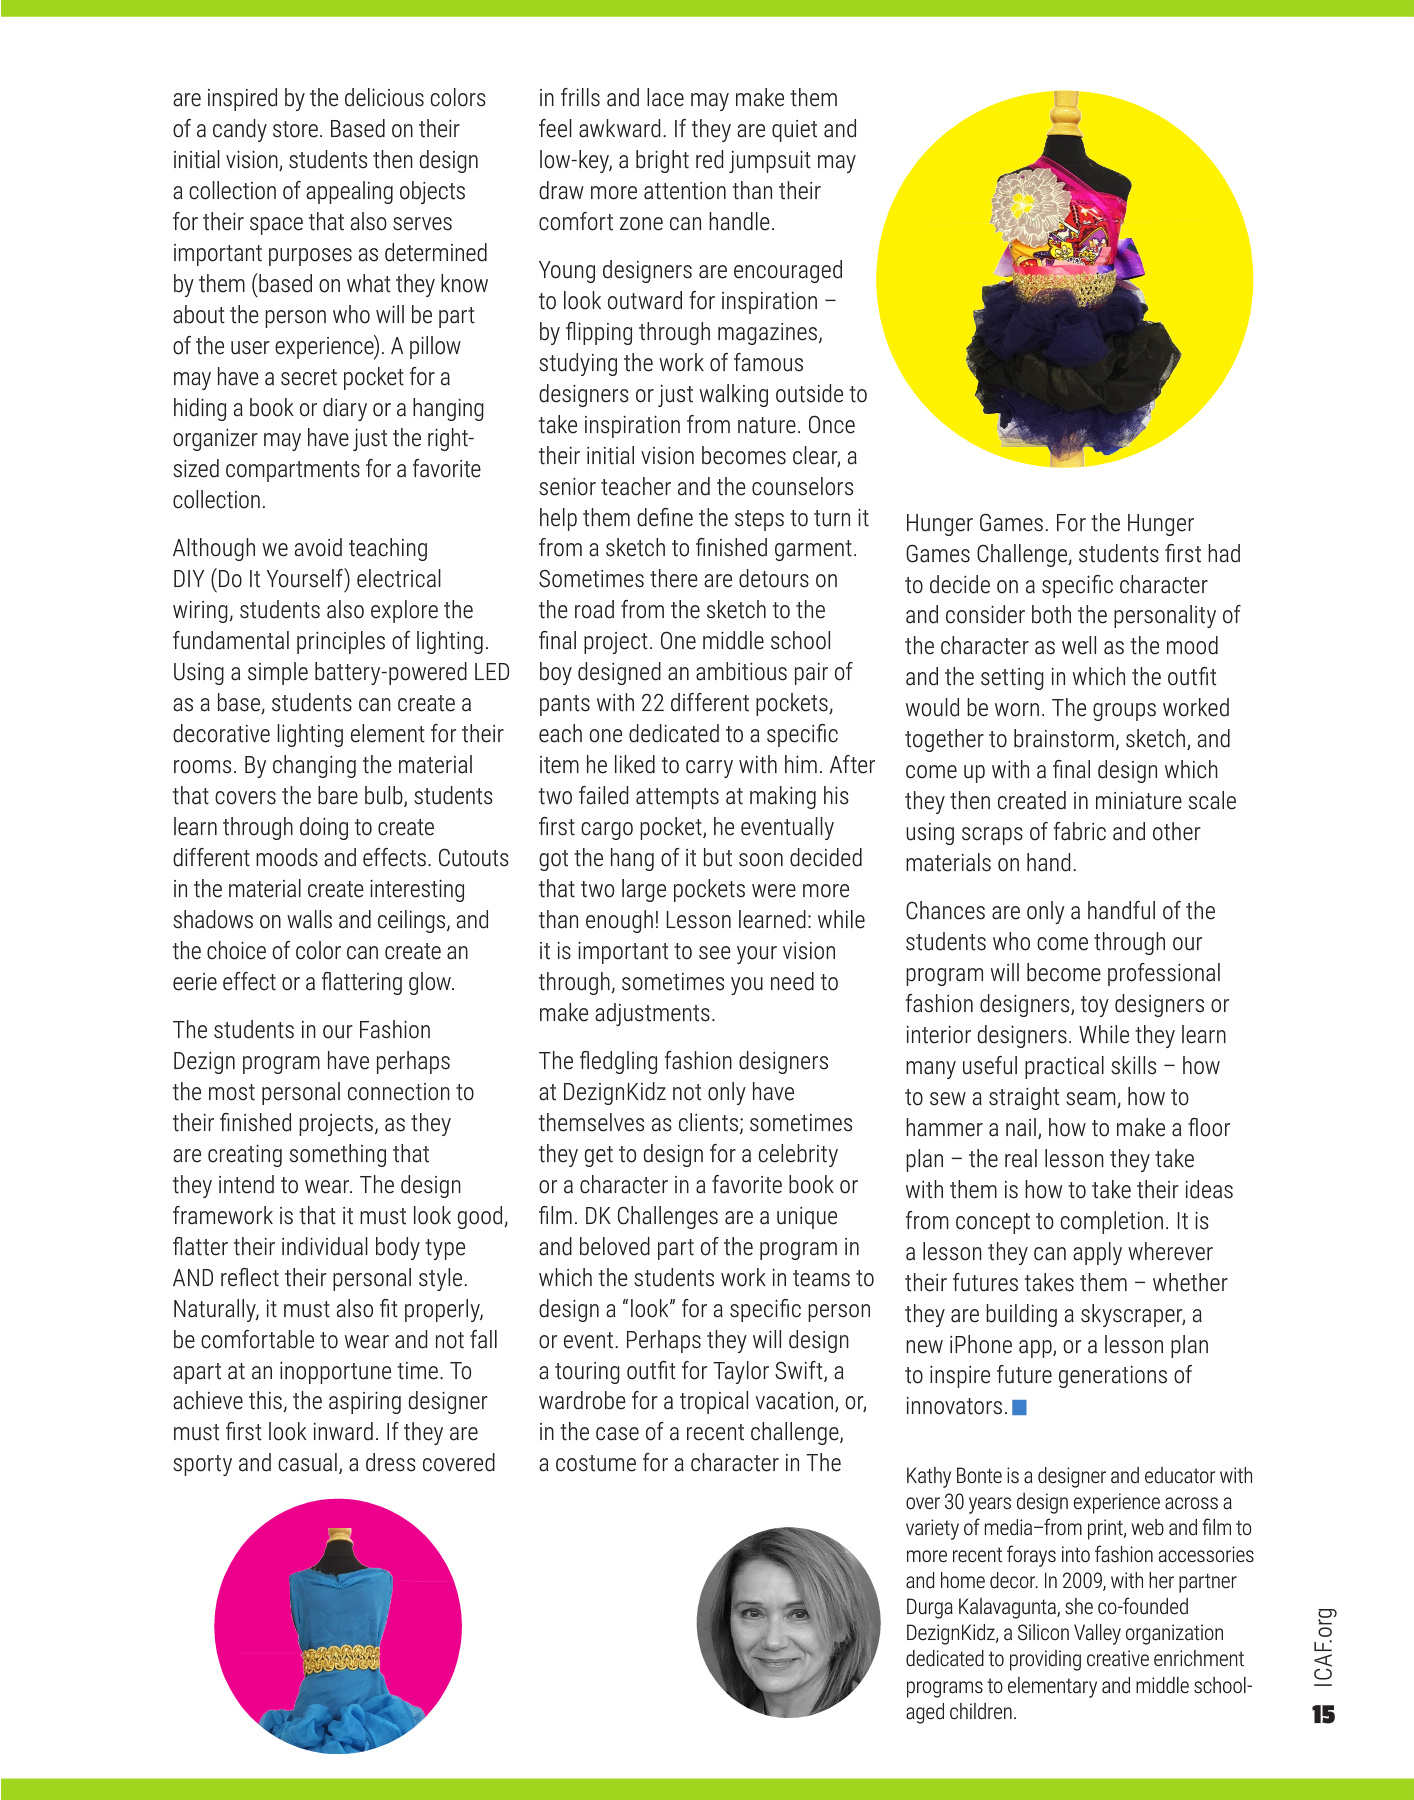 are inspired by the delicious colors
of a candy store. Based on their
initial vision, students then design
a collection of appealing objects
for their space that also serves
important purposes as determined
by them (based on what they know
about the person who will be part
of the user experience). A pillow
may have a secret pocket for a
hiding a book or diary or a hanging
organizer may have just the right-
sized compartments for a favorite
collection.
Although we avoid teaching
DIY (Do It Yourself) electrical
wiring, students also explore the
fundamental principles of lighting.
Using a simple battery-powered LED
as a base, students can create a
decorative lighting element for their
rooms. By changing the material
that covers the bare bulb, students
learn through doing to create
different moods and effects. Cutouts
in the material create interesting
shadows on walls and ceilings, and
the choice of color can create an
eerie effect or a flattering glow.
The students in our Fashion
Dezign program have perhaps
the most personal connection to
their finished projects, as they
are creating something that
they intend to wear. The design
framework is that it must look good,
flatter their individual body type
AND reflect their personal style.
Naturally, it must also fit properly,
be comfortable to wear and not fall
apart at an inopportune time. To
achieve this, the aspiring designer
must first look inward. If they are
sporty and casual, a dress covered
in frills and lace may make them
feel awkward. If they are quiet and
low-key, a bright red jumpsuit may
draw more attention than their
comfort zone can handle.
Young designers are encouraged
to look outward for inspiration –
by flipping through magazines,
studying the work of famous
designers or just walking outside to
take inspiration from nature. Once
their initial vision becomes clear, a
senior teacher and the counselors
help them define the steps to turn it
from a sketch to finished garment.
Sometimes there are detours on
the road from the sketch to the
final project. One middle school
boy designed an ambitious pair of
pants with 22 different pockets,
each one dedicated to a specific
item he liked to carry with him. After
two failed attempts at making his
first cargo pocket, he eventually
got the hang of it but soon decided
that two large pockets were more
than enough! Lesson learned: while
it is important to see your vision
through, sometimes you need to
make adjustments.
The fledgling fashion designers
at DezignKidz not only have
themselves as clients; sometimes
they get to design for a celebrity
or a character in a favorite book or
film. DK Challenges are a unique
and beloved part of the program in
which the students work in teams to
design a “look” for a specific person
or event. Perhaps they will design
a touring outfit for Taylor Swift, a
wardrobe for a tropical vacation, or,
in the case of a recent challenge,
a costume for a character in The
Hunger Games. For the Hunger
Games Challenge, students first had
to decide on a specific character
and consider both the personality of
the character as well as the mood
and the setting in which the outfit
would be worn. The groups worked
together to brainstorm, sketch, and
come up with a final design which
they then created in miniature scale
using scraps of fabric and other
materials on hand.
Chances are only a handful of the
students who come through our
program will become professional
fashion designers, toy designers or
interior designers. While they learn
many useful practical skills – how
to sew a straight seam, how to
hammer a nail, how to make a floor
plan – the real lesson they take
with them is how to take their ideas
from concept to completion. It is
a lesson they can apply wherever
their futures takes them – whether
they are building a skyscraper, a
new iPhone app, or a lesson plan
to inspire future generations of
innovators.
Kathy Bonte is a designer and educator with
over 30 years design experience across a
variety of media–from print, web and film to
more recent forays into fashion accessories
and home decor. In 2009, with her partner
Durga Kalavagunta, she co-founded
DezignKidz, a Silicon Valley organization
dedicated to providing creative enrichment
programs to elementary and middle school-
aged children.
ICAF.org
15